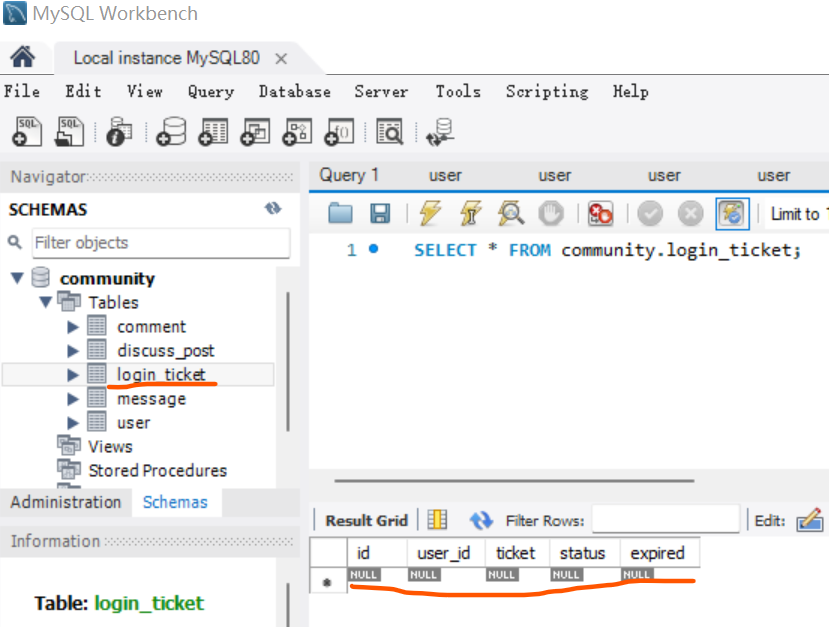 MySQL Workbench
Local instance MySQL80
File Edit View Query Database Server Tools Scripting Help
SQL SQL
Navigator
SCHEMAS
Filter objects
community
Tables
comment
discuss_post
login_ticket
message
user
Views
Stored Procedures
Administration Schemas
Information
Table: login_ticket
Query 1 user user user user
Limit to
1 SELECT * FROM community.login_ticket;
Result Grid Filter Rows: Edit:
id user_id ticket status expired
* NULL NULL NULL NULL NULL